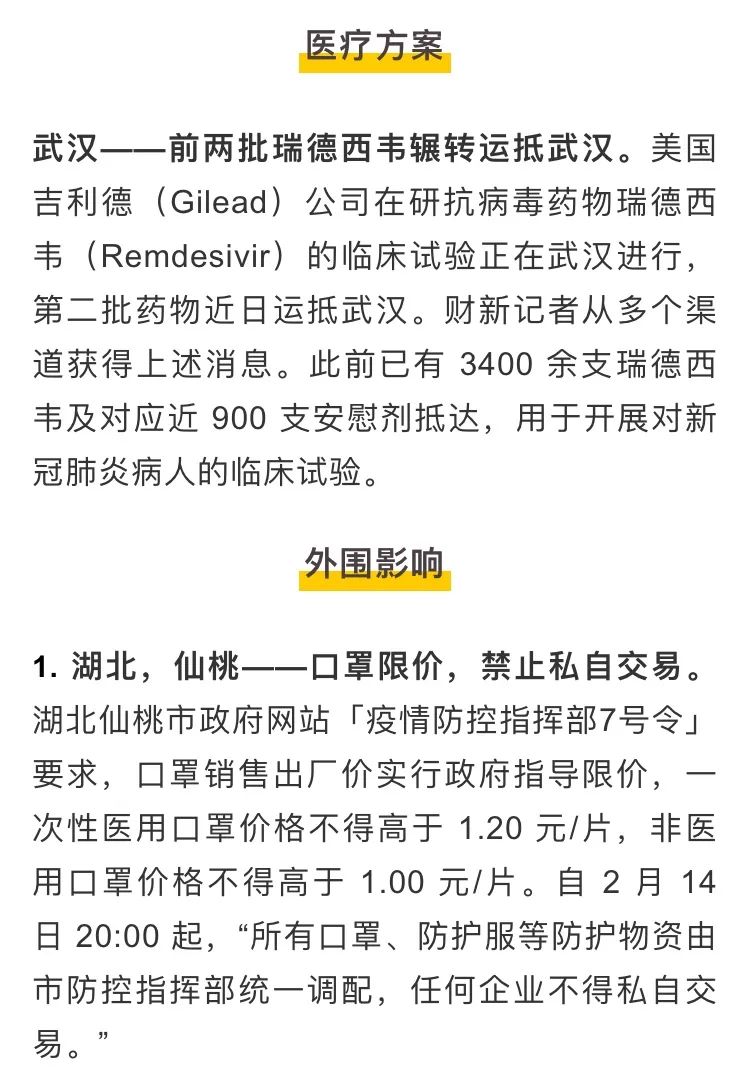 医疗方案
武汉——前两批瑞德西韦辗转运抵武汉。美国
吉利德（Gilead）公司在研抗病毒药物瑞德西
韦（Remdesivir）的临床试验正在武汉进行，
第二批药物近日运抵武汉。财新记者从多个渠
道获得上述消息。此前已有 3400 余支瑞德西
韦及对应近 900 支安慰剂抵达，用于开展对新
冠肺炎病人的临床试验。
外围影响
1. 湖北，仙桃——口罩限价，禁止私自交易。
湖北仙桃市政府网站「疫情防控指挥部7号令」
要求，口罩销售出厂价实行政府指导限价，一
次性医用口罩价格不得高于 1.20 元/片，非医
用口罩价格不得高于 1.00 元/片。自 2 月 14
日 20:00 起，“所有口罩、防护服等防护物资由
市防控指挥部统一调配，任何企业不得私自交
易。”